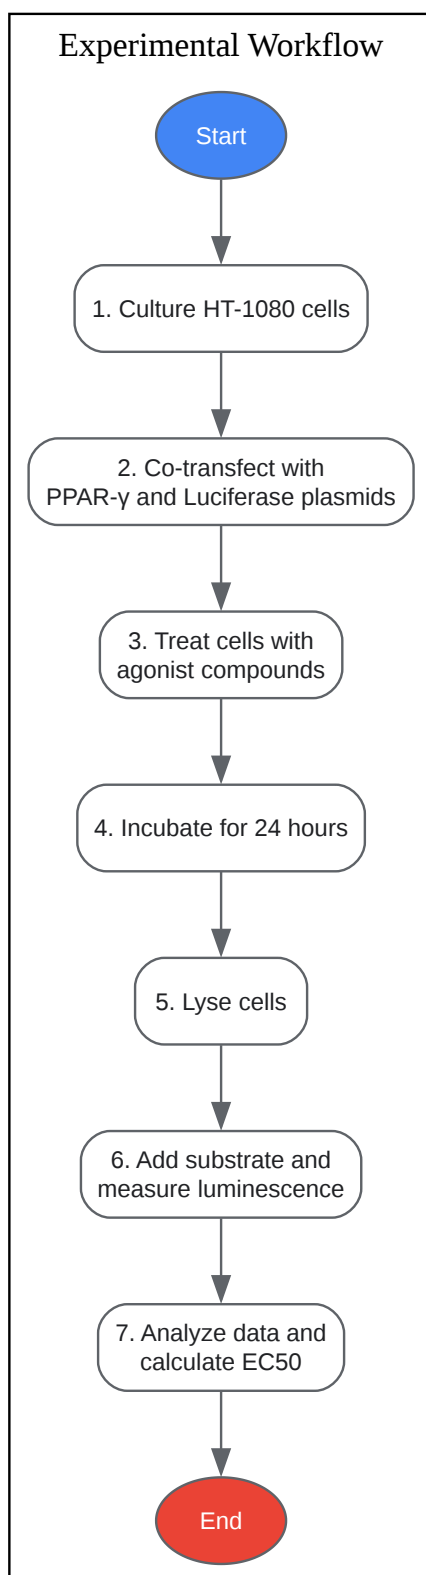 Experimental Workflow
Start
1. Culture HT-1080 cells
2. Co-transfect with
PPAR-γ and Luciferase plasmids
3. Treat cells with
agonist compounds
4. Incubate for 24 hours
5. Lyse cells
6. Add substrate and
measure luminescence
7. Analyze data and
calculate EC50
End